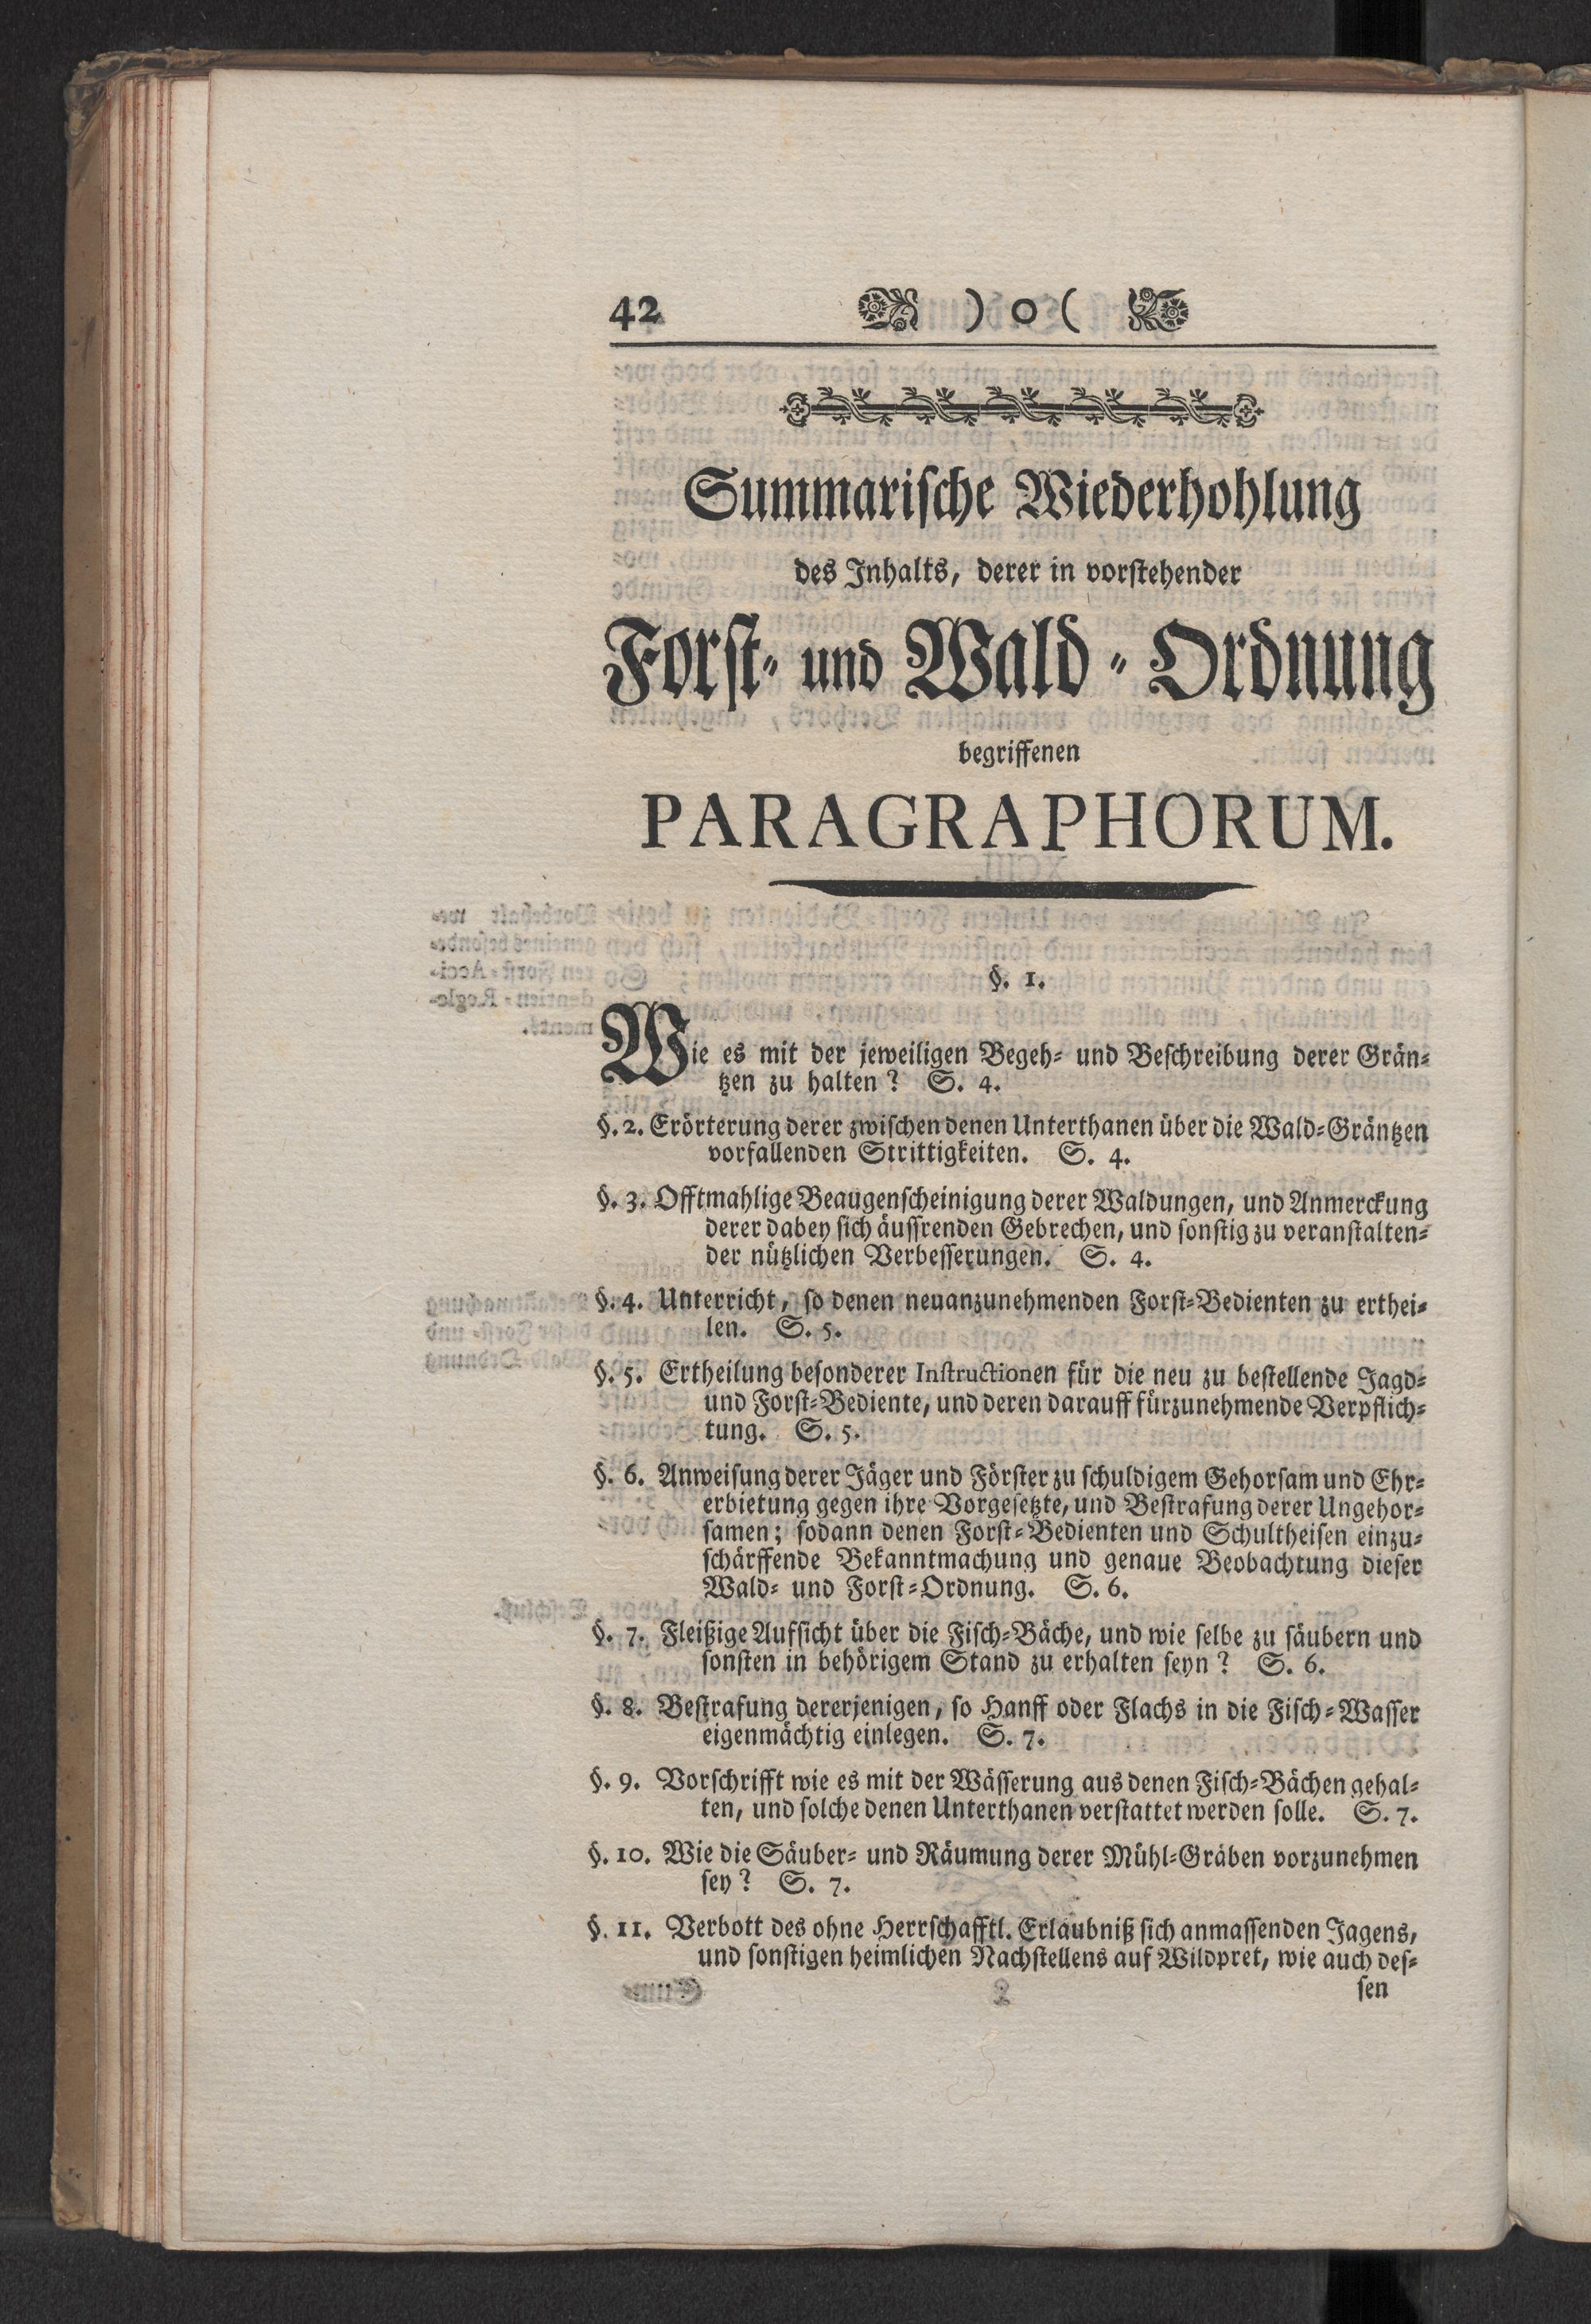 42 ) o (
Summarische Wiederhohlung
des Inhalts, derer in vorstehender
Forst- und Wald-Ordnung
begriffenen
PARAGRAPHORUM.
§. 1.
Wie es mit der jeweiligen Begeh- und Beschreibung derer Grän-
tzen zu halten? S. 4.
§. 2. Erörterung derer zwischen denen Unterthanen über die Wald-Gräntzen
vorfallenden Strittigkeiten. S. 4.
§. 3. Offtmahlige Beaugenscheinigung derer Waldungen, und Anmerckung
derer dabey sich äussrenden Gebrechen, und sonstig zu veranstalten-
der nützlichen Verbesserungen. S. 4.
§. 4. Unterricht, so denen neuanzunehmenden Forst-Bedienten zu erthei-
len. S. 5.
§. 5. Ertheilung besonderer Instructionen für die neu zu bestellende Jagd-
und Forst-Bediente, und deren darauff fürzunehmende Verpflich-
tung. S. 5.
§. 6. Anweisung derer Jäger und Förster zu schuldigem Gehorsam und Ehr-
erbietung gegen ihre Vorgesetzte, und Bestrafung derer Ungehor-
samen; sodann denen Forst-Bedienten und Schultheisen einzu-
schärffende Bekanntmachung und genaue Beobachtung dieser
Wald- und Forst-Ordnung. S. 6.
§. 7. Fleißige Aufsicht über die Fisch-Bäche, und wie selbe zu säubern und
sonsten in behörigem Stand zu erhalten seyn? S. 6.
§. 8. Bestrafung dererjenigen, so Hanff oder Flachs in die Fisch-Wasser
eigenmächtig einlegen. S. 7.
§. 9. Vorschrifft wie es mit der Wässerung aus denen Fisch-Bächen gehal-
ten, und solche denen Unterthanen verstattet werden solle. S. 7.
§. 10. Wie die Säuber- und Räumung derer Mühl-Gräben vorzunehmen
sey? S. 7.
§. 11. Verbott des ohne Herrschafftl. Erlaubniß sich anmassenden Jagens,
und sonstigen heimlichen Nachstellens auf Wildpret, wie auch des-
sen